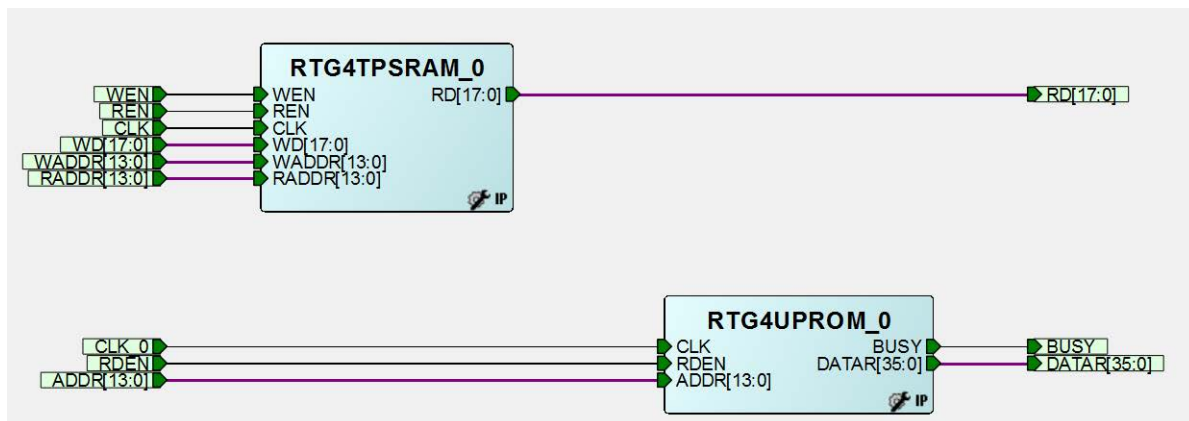 RTG4TPSRAM_0
WEN WEN RD[17:0] RD[17:0]
REN REN
CLK CLK
WD[17:0] WD[17:0]
WADDR[13:0] WADDR[13:0]
RADDR[13:0] RADDR[13:0]
IP
RTG4UPROM_0
CLK_0 CLK BUSY BUSY
RDEN RDEN DATAR[35:0] DATAR[35:0]
ADDR[13:0] ADDR[13:0]
IP